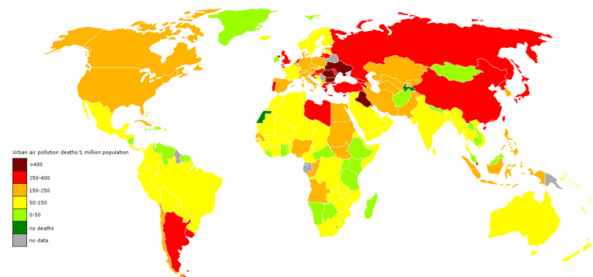 Urban air pollution deaths/1 million population
>400
250-400
150-250
50-150
0-50
no deaths
no data